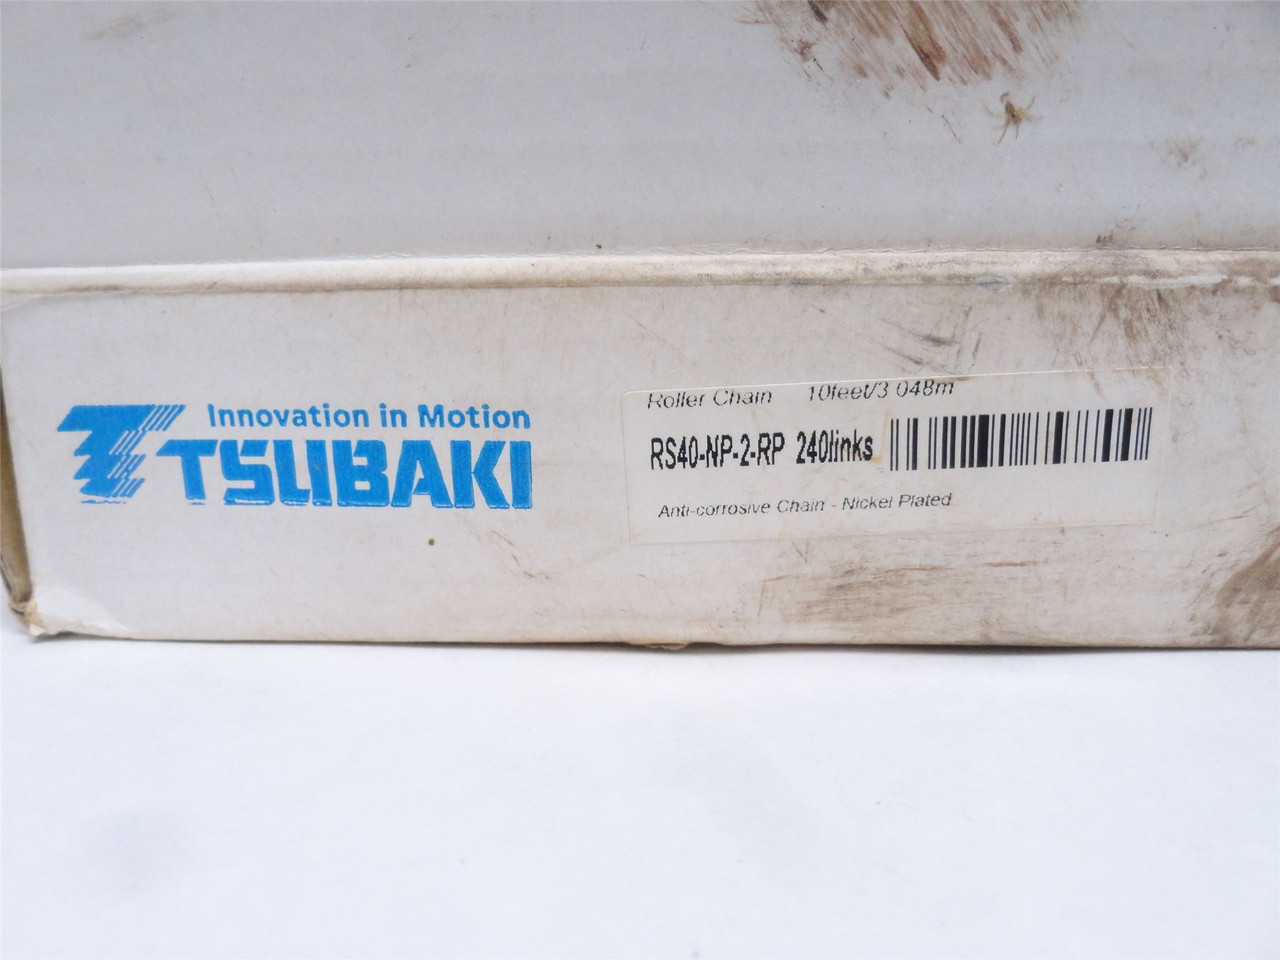 Innovation in Motion
TSUBAKI
Roller Chain 10feet/3 048m
RS40-NP-2-RP 240links
Anti-corrosive Chain - Nickel Plated